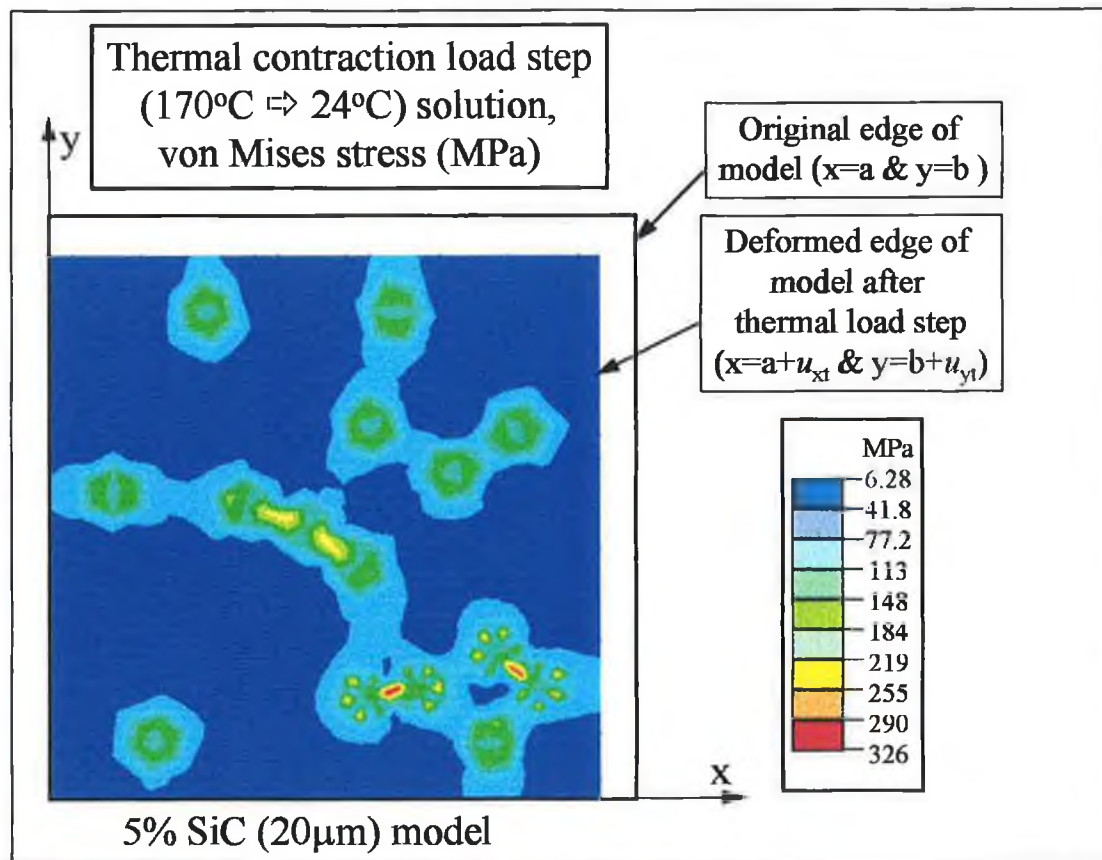 Thermal contraction load step
(170ºC ⇨ 24ºC) solution,
von Mises stress (MPa)
y
Original edge of
model (x=a & y=b )
Deformed edge of
model after
thermal load step
(x=a+uxt & y=b+uyt)
MPa
6.28
41.8
77.2
113
148
184
219
255
290
326
x
5% SiC (20μm) model